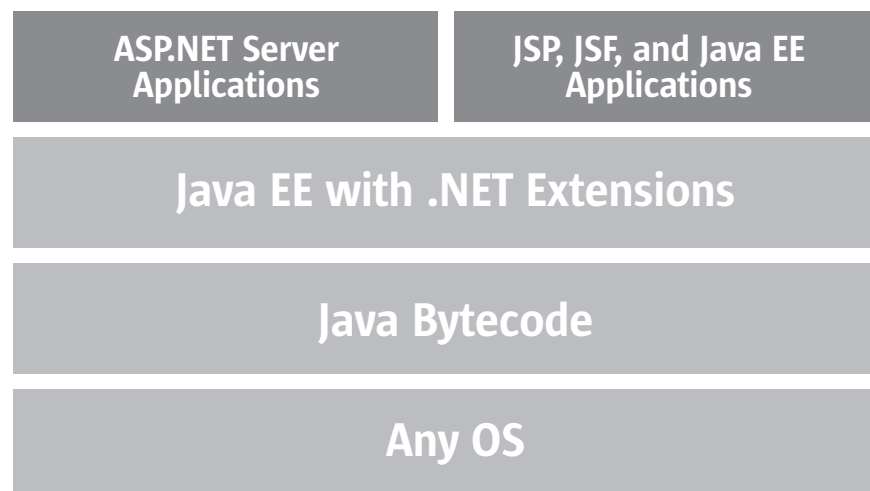 ASP.NET Server
Applications
JSP, JSF, and Java EE
Applications
Java EE with .NET Extensions
Java Bytecode
Any OS